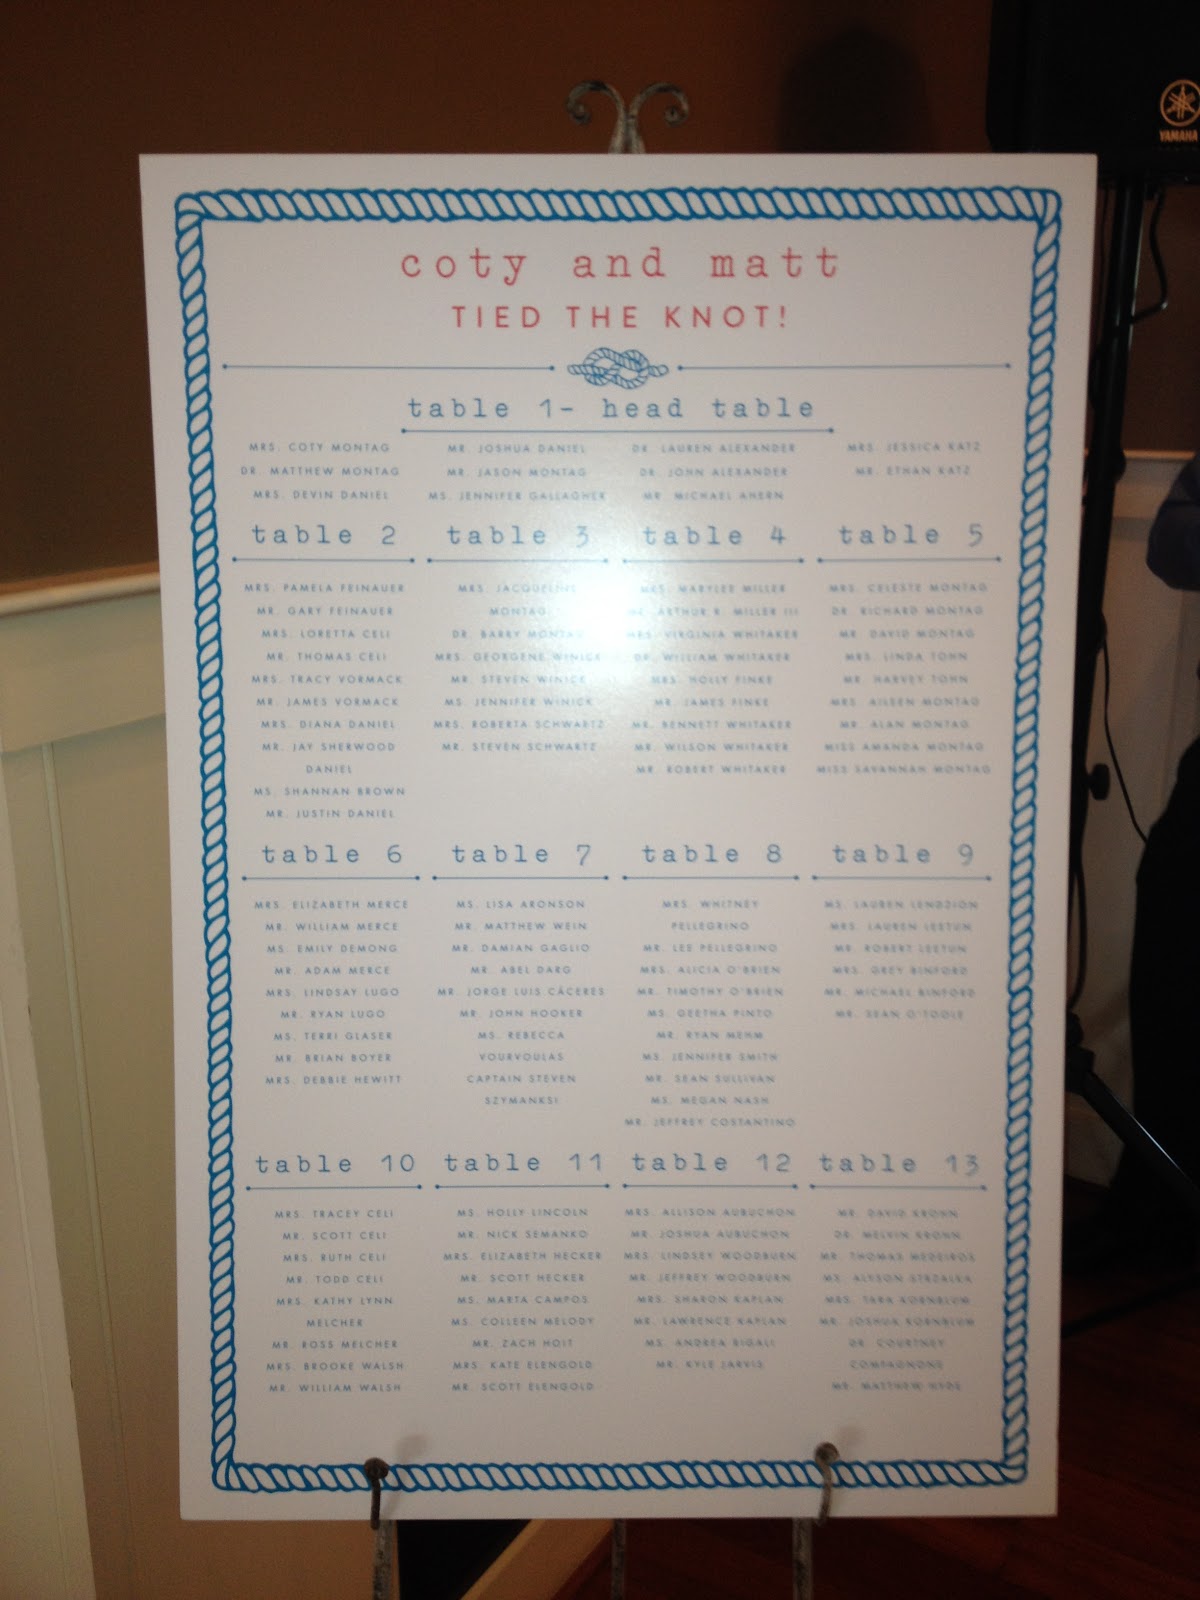 YAMAHA
coty and matt
TIED THE KNOT!
table 1- head table
MRS. COTY MONTAG
DR. MATTHEW MONTAG
MRS. DEVIN DANIEL
MR. JOSHUA DANIEL
MR. JASON MONTAG
MS. JENNIFER GALLAGHER
DR. LAUREN ALEXANDER
DR. JOHN ALEXANDER
MR. MICHAEL AHERN
MRS. JESSICA KATZ
MR. ETHAN KATZ
table 2
MRS. PAMELA FEINAUER
MR. GARY FEINAUER
MRS. LORETTA CELI
MR. THOMAS CELI
MRS. TRACY VORMACK
MR. JAMES VORMACK
MRS. DIANA DANIEL
MR. JAY SHERWOOD
DANIEL
MS. SHANNAN BROWN
MR. JUSTIN DANIEL
table 3
MRS. JACQUELINE
MONTAG
DR. BARRY MONTAG
MRS. GEORGENE WINICK
MR. STEVEN WINICK
MS. JENNIFER WINICK
MRS. ROBERTA SCHWARTZ
MR. STEVEN SCHWARTZ
table 4
MRS. MARYLEE MILLER
MR. ARTHUR R. MILLER III
MRS. VIRGINIA WHITAKER
DR. WILLIAM WHITAKER
MRS. HOLLY FINKE
MR. JAMES FINKE
MR. BENNETT WHITAKER
MR. WILSON WHITAKER
MR. ROBERT WHITAKER
table 5
MRS. CELESTE MONTAG
DR. RICHARD MONTAG
MR. DAVID MONTAG
MRS. LINDA TOHN
MR. HARVEY TOHN
MRS. AILEEN MONTAG
MR. ALAN MONTAG
MISS AMANDA MONTAG
MISS SAVANNAH MONTAG
table 6
MRS. ELIZABETH MERCE
MR. WILLIAM MERCE
MS. EMILY DEMONG
MR. ADAM MERCE
MRS. LINDSAY LUGO
MR. RYAN LUGO
MS. TERRI GLASER
MR. BRIAN BOYER
MRS. DEBBIE HEWITT
table 7
MS. LISA ARONSON
MR. MATTHEW WEIN
MR. DAMIAN GAGLIO
MR. ABEL DARG
MR. JORGE LUIS CÁCERES
MR. JOHN HOOKER
MS. REBECCA
VOURVOULAS
CAPTAIN STEVEN
SZYMANKSI
table 8
MRS. WHITNEY
PELLEGRINO
MR. LEE PELLEGRINO
MRS. ALICIA O'BRIEN
MR. TIMOTHY O'BRIEN
MS. GEETHA PINTO
MR. RYAN MEHM
MS. JENNIFER SMITH
MR. SEAN SULLIVAN
MS. MEGAN NASH
MR. JEFFREY COSTANTINO
table 9
MS. LAUREN
MRS. LAUREN
MR. ROBERT
MRS. GREY BINFORD
MR. MICHAEL BINFORD
MR. SEAN O'TOOLE
table 10
MRS. TRACEY CELI
MR. SCOTT CELI
MRS. RUTH CELI
MR. TODD CELI
MRS. KATHY LYNN
MELCHER
MR. ROSS MELCHER
MRS. BROOKE WALSH
MR. WILLIAM WALSH
table 11
MS. HOLLY LINCOLN
MR. NICK SEMANKO
MRS. ELIZABETH HECKER
MR. SCOTT HECKER
MS. MARTA CAMPOS
MS. COLLEEN MELODY
MR. ZACH HOIT
MRS. KATE ELENGOLD
MR. SCOTT ELENGOLD
table 12
MRS. ALLISON AUBUCHON
MR. JOSHUA AUBUCHON
MRS. LINDSEY WOODBURN
MR. JEFFREY WOODBURN
MRS. SHARON KAPLAN
MR. LAWRENCE KAPLAN
MS. ANDREA RIGALI
MR. KYLE JARVIS
table 13
MR. DAVID KROHN
DR. MELVIN KROHN
MR. THOMAS MEDEIROS
MS. ALYSON STRZALKA
MRS. TARA KORNBLUM
MR. JOSHUA KORNBLUM
DR. COURTNEY
COMPAGNONE
MR. MATTHEW HYDE